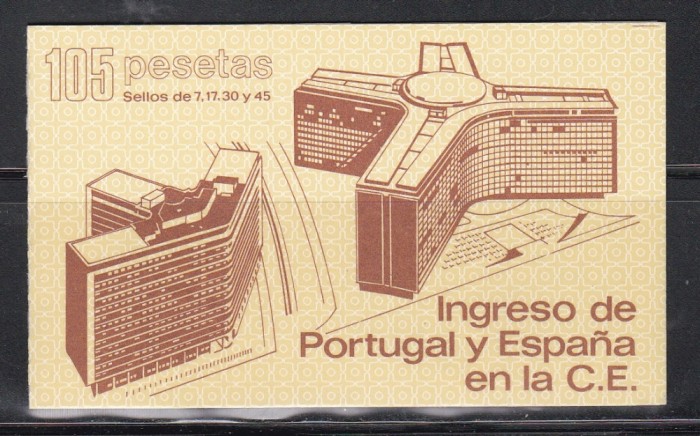 105 pesetas
Sellos de 7, 17. 30 y 45
Ingreso de
Portugal y España
en la C.E.